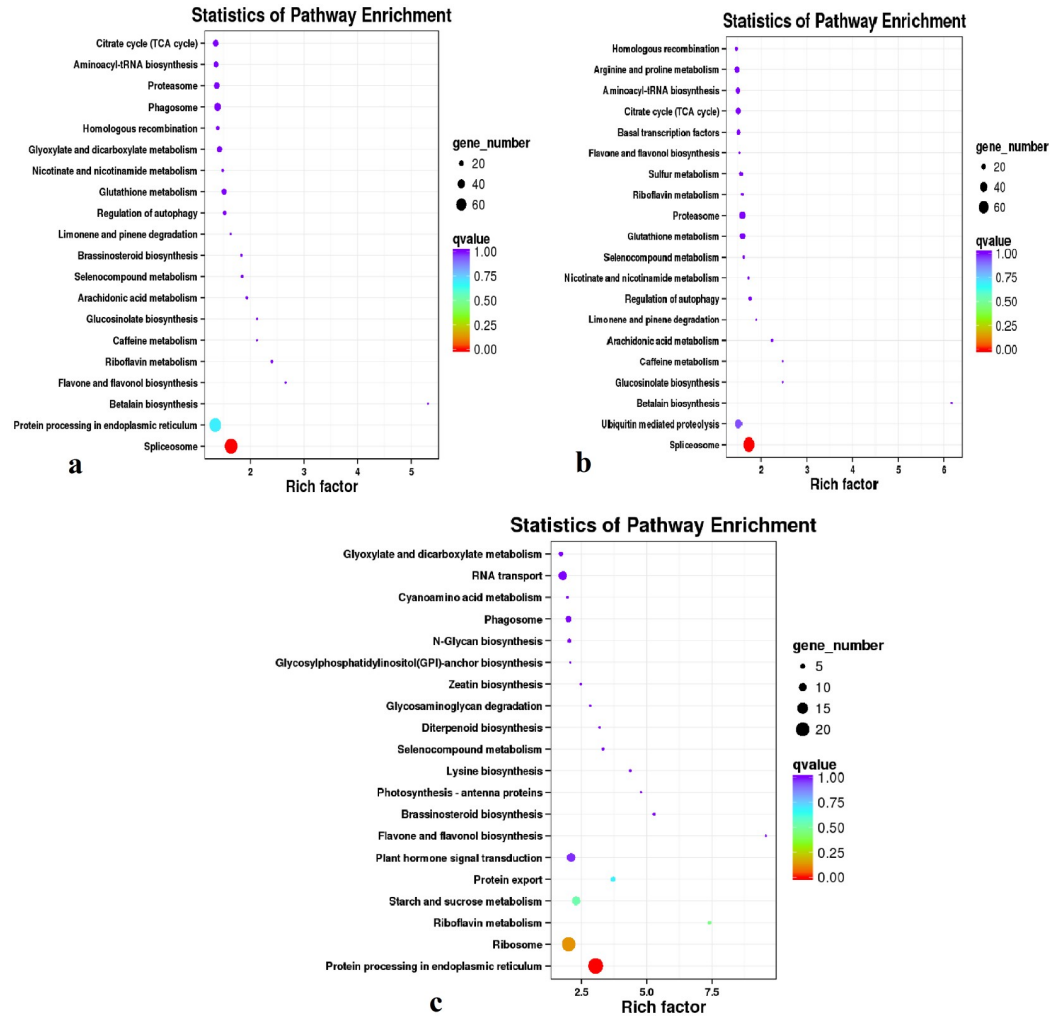 Statistics of Pathway Enrichment
Citrate cycle (TCA cycle)
Aminoacyl-tRNA biosynthesis
Proteasome
Phagosome
Homologous recombination
Glyoxylate and dicarboxylate metabolism
Nicotinate and nicotinamide metabolism
Glutathione metabolism
Regulation of autophagy
Limonene and pinene degradation
Brassinosteroid biosynthesis
Selenocompound metabolism
Arachidonic acid metabolism
Glucosinolate biosynthesis
Caffeine metabolism
Riboflavin metabolism
Flavone and flavonol biosynthesis
Betalain biosynthesis
Protein processing in endoplasmic reticulum
Spliceosome
2 3 4 5
Rich factor
gene_number
20
40
60
qvalue
1.00
0.75
0.50
0.25
0.00
a
Statistics of Pathway Enrichment
Homologous recombination
Arginine and proline metabolism
Aminoacyl-tRNA biosynthesis
Citrate cycle (TCA cycle)
Basal transcription factors
Flavone and flavonol biosynthesis
Sulfur metabolism
Riboflavin metabolism
Proteasome
Glutathione metabolism
Selenocompound metabolism
Nicotinate and nicotinamide metabolism
Regulation of autophagy
Limonene and pinene degradation
Arachidonic acid metabolism
Caffeine metabolism
Glucosinolate biosynthesis
Betalain biosynthesis
Ubiquitin mediated proteolysis
Spliceosome
2 3 4 5 6
Rich factor
gene_number
20
40
60
qvalue
1.00
0.75
0.50
0.25
0.00
b
Statistics of Pathway Enrichment
Glyoxylate and dicarboxylate metabolism
RNA transport
Cyanoamino acid metabolism
Phagosome
N-Glycan biosynthesis
Glycosylphosphatidylinositol(GPI)-anchor biosynthesis
Zeatin biosynthesis
Glycosaminoglycan degradation
Diterpenoid biosynthesis
Selenocompound metabolism
Lysine biosynthesis
Photosynthesis - antenna proteins
Brassinosteroid biosynthesis
Flavone and flavonol biosynthesis
Plant hormone signal transduction
Protein export
Starch and sucrose metabolism
Riboflavin metabolism
Ribosome
Protein processing in endoplasmic reticulum
2.5 5.0 7.5
Rich factor
gene_number
5
10
15
20
qvalue
1.00
0.75
0.50
0.25
0.00
c